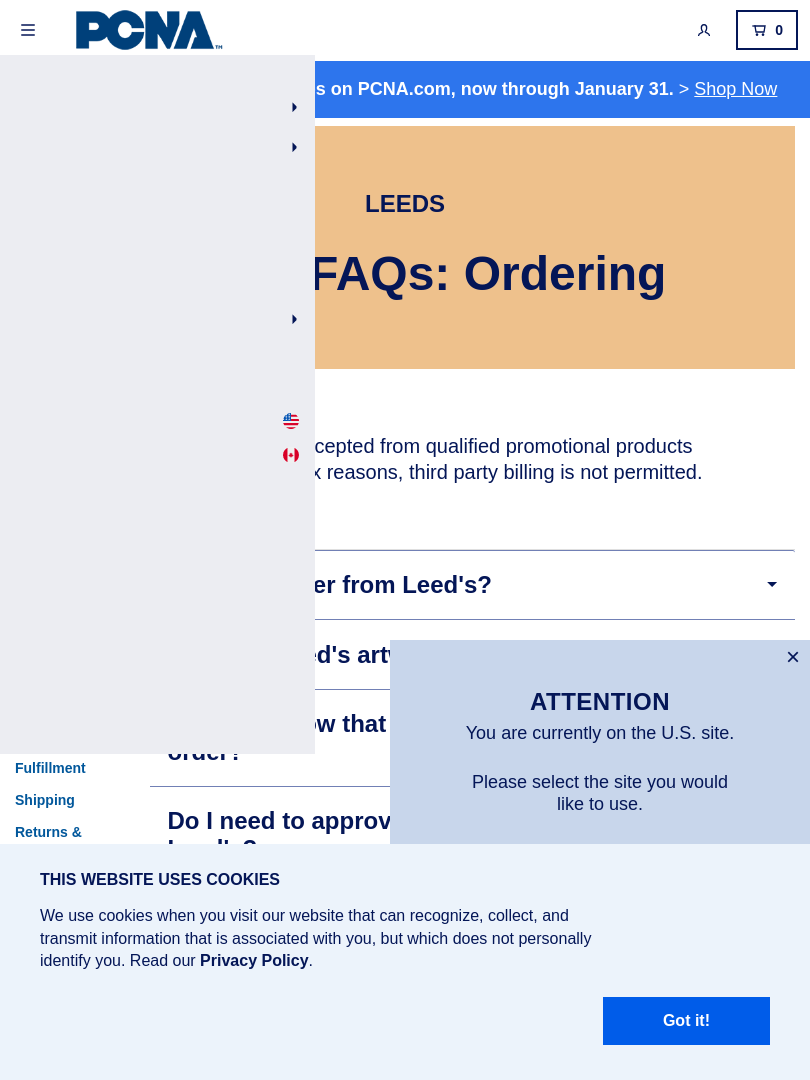 PCNA™
0
s on PCNA.com, now through January 31. > Shop Now
LEEDS
FAQs: Ordering
cepted from qualified promotional products
reasons, third party billing is not permitted.
er from Leed's?
ed's
ow that
order?
Do I need to
Fulfillment
Shipping
Returns &
×
ATTENTION
You are currently on the U.S. site.
Please select the site you would
like to use.
THIS WEBSITE USES COOKIES
We use cookies when you visit our website that can recognize, collect, and
transmit information that is associated with you, but which does not personally
identify you. Read our Privacy Policy.
Got it!